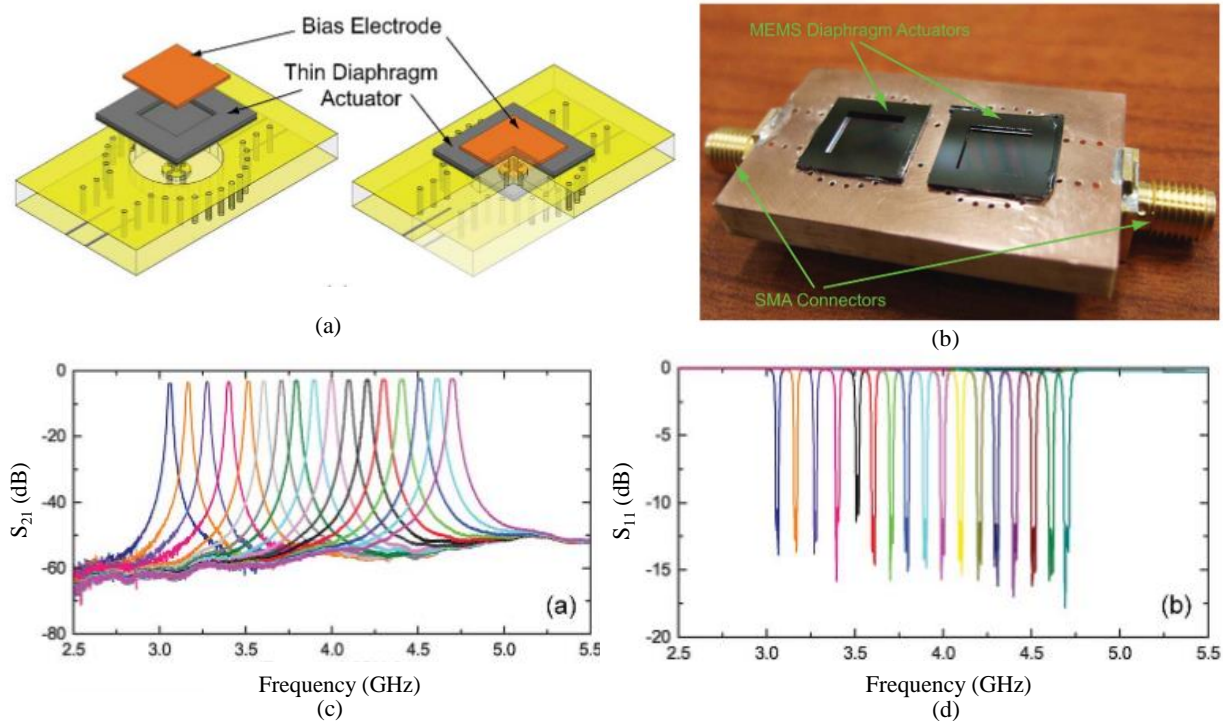 Bias Electrode
Thin Diaphragm
Actuator
(a)
MEMS Diaphragm Actuators
SMA Connectors
(b)
0
-20
-40
-60
-80
S21 (dB)
(a)
2.5 3.0 3.5 4.0 4.5 5.0 5.5
Frequency (GHz)
(c)
0
-5
-10
-15
-20
S11 (dB)
(b)
2.5 3.0 3.5 4.0 4.5 5.0 5.5
Frequency (GHz)
(d)